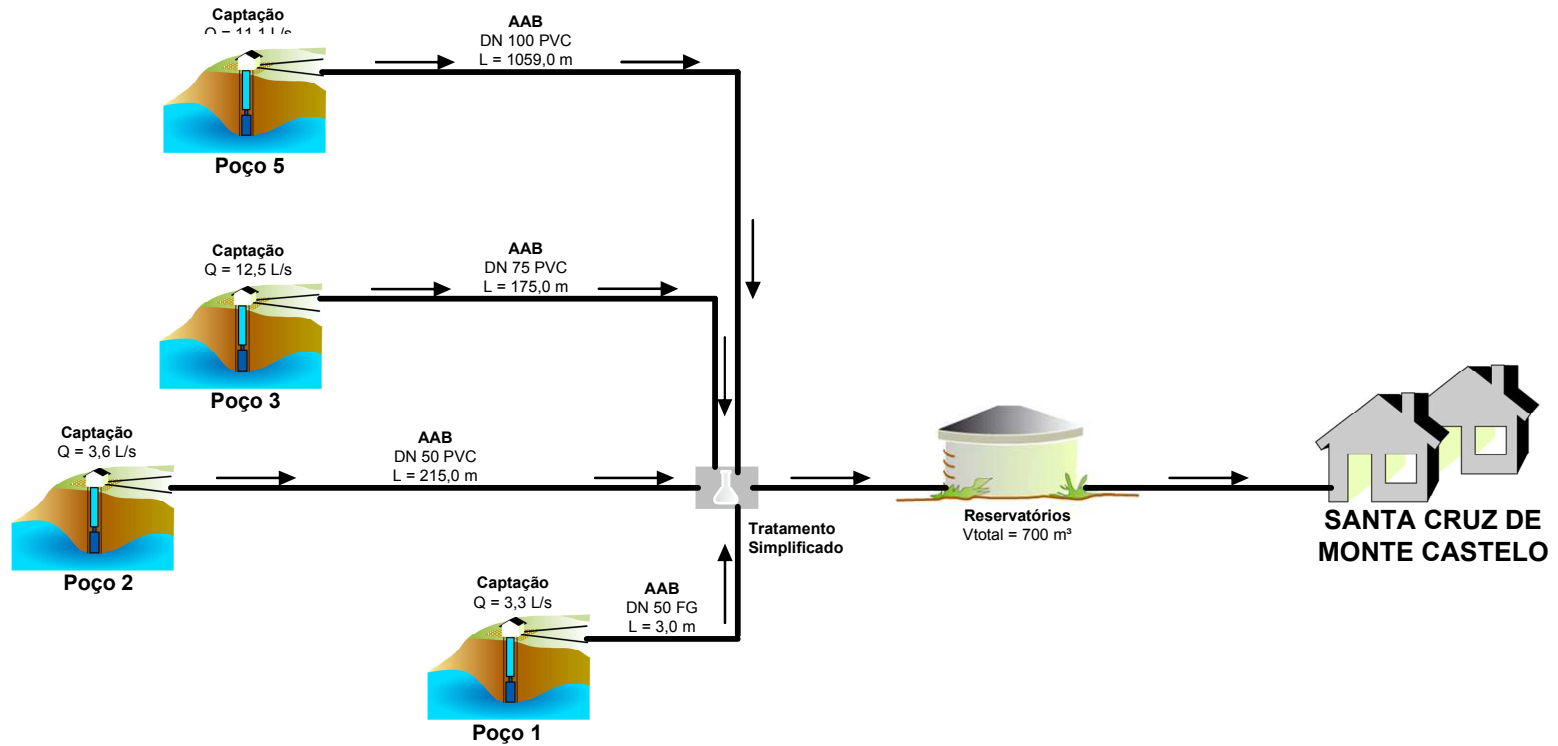 Captação
Q = 11,1 L/s
AAB
DN 100 PVC
L = 1059,0 m
Poço 5
Captação
Q = 12,5 L/s
AAB
DN 75 PVC
L = 175,0 m
Poço 3
Captação
Q = 3,6 L/s
AAB
DN 50 PVC
L = 215,0 m
Poço 2
Tratamento
Simplificado
Reservatórios
Vtotal = 700 m³
SANTA CRUZ DE
MONTE CASTELO
Captação
Q = 3,3 L/s
AAB
DN 50 FG
L = 3,0 m
Poço 1